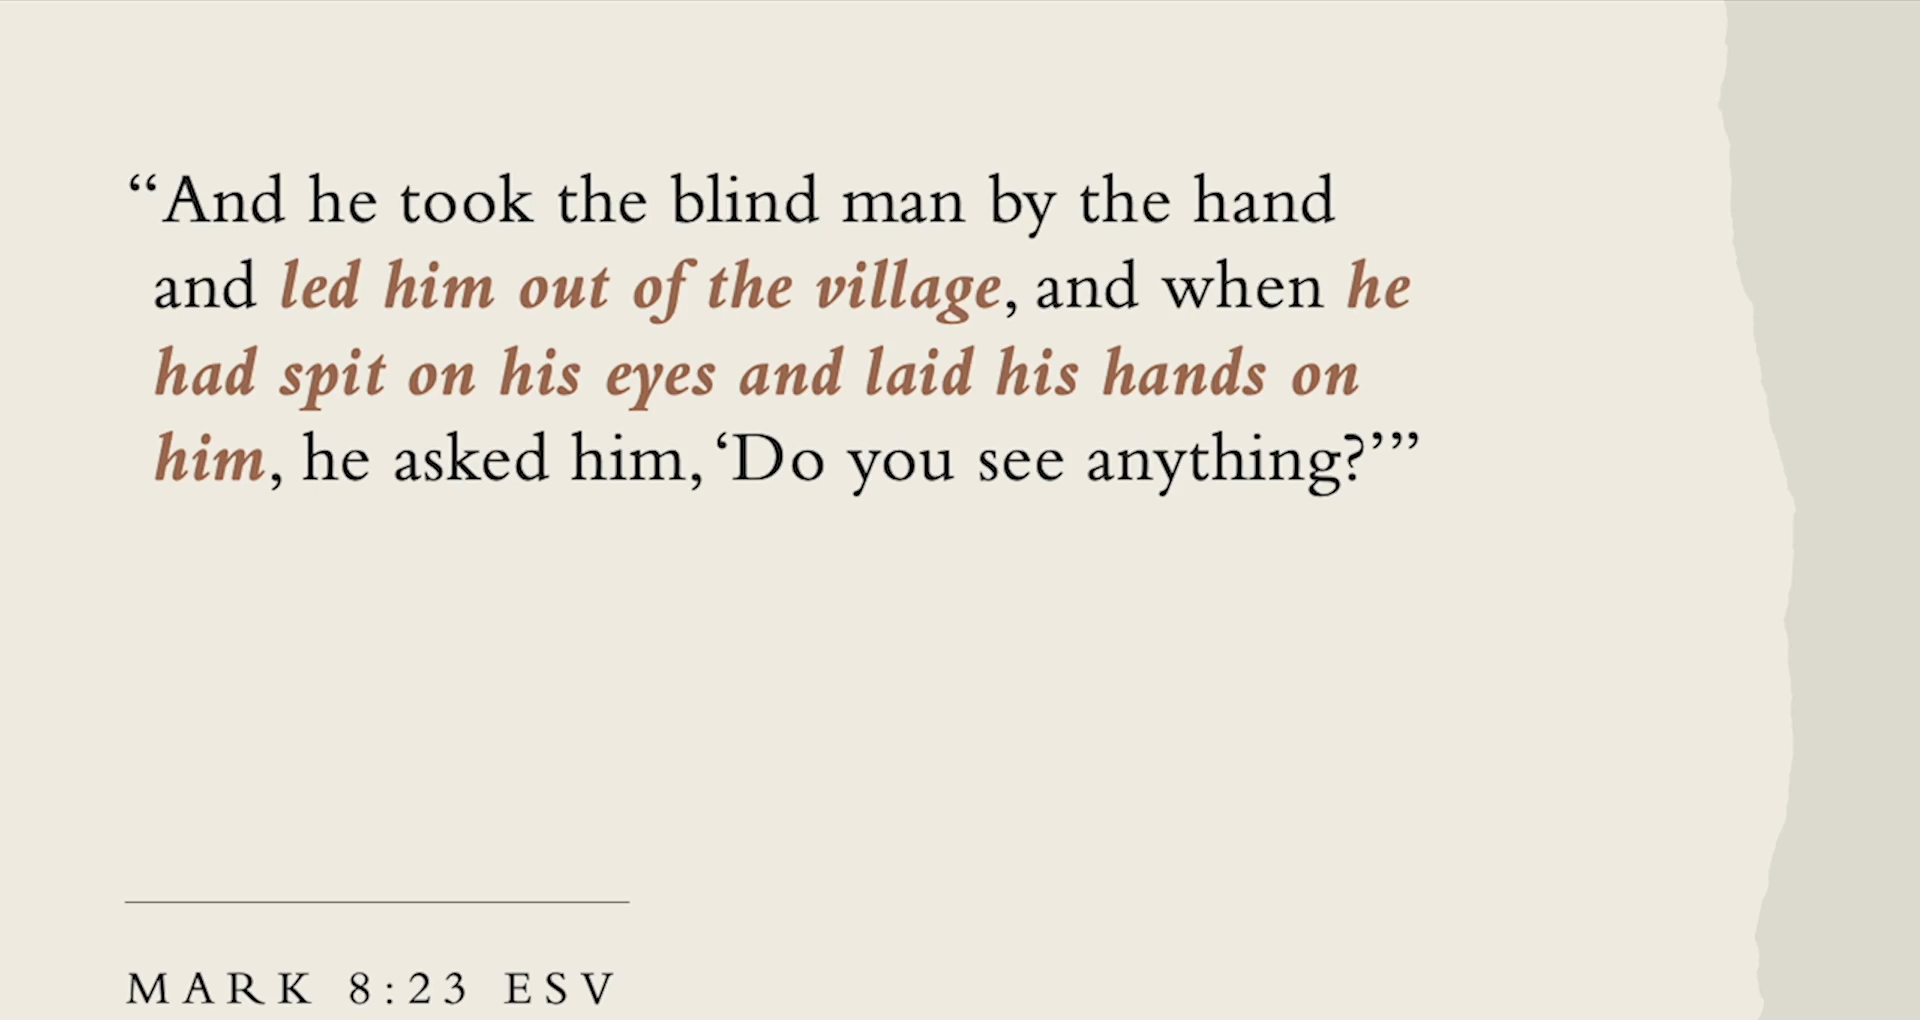 “And he took the blind man by the hand
and led him out of the village, and when he
had spit on his eyes and laid his hands on
him, he asked him, ‘Do you see anything?’”
MARK 8:23 ESV